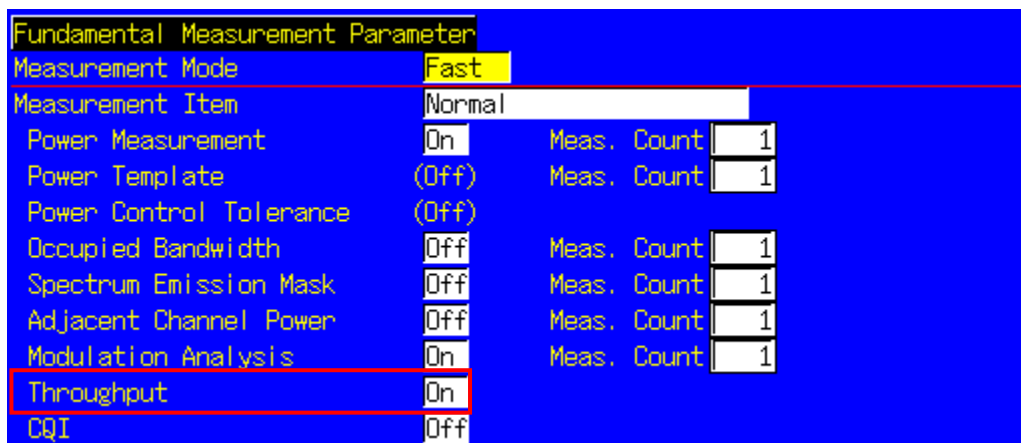 Fundamental Measurement Parameter
Measurement Mode Fast
Measurement Item Normal
Power Measurement On Meas. Count 1
Power Template (Off) Meas. Count 1
Power Control Tolerance (Off)
Occupied Bandwidth Off Meas. Count 1
Spectrum Emission Mask Off Meas. Count 1
Adjacent Channel Power Off Meas. Count 1
Modulation Analysis On Meas. Count 1
Throughput On
CQI Off